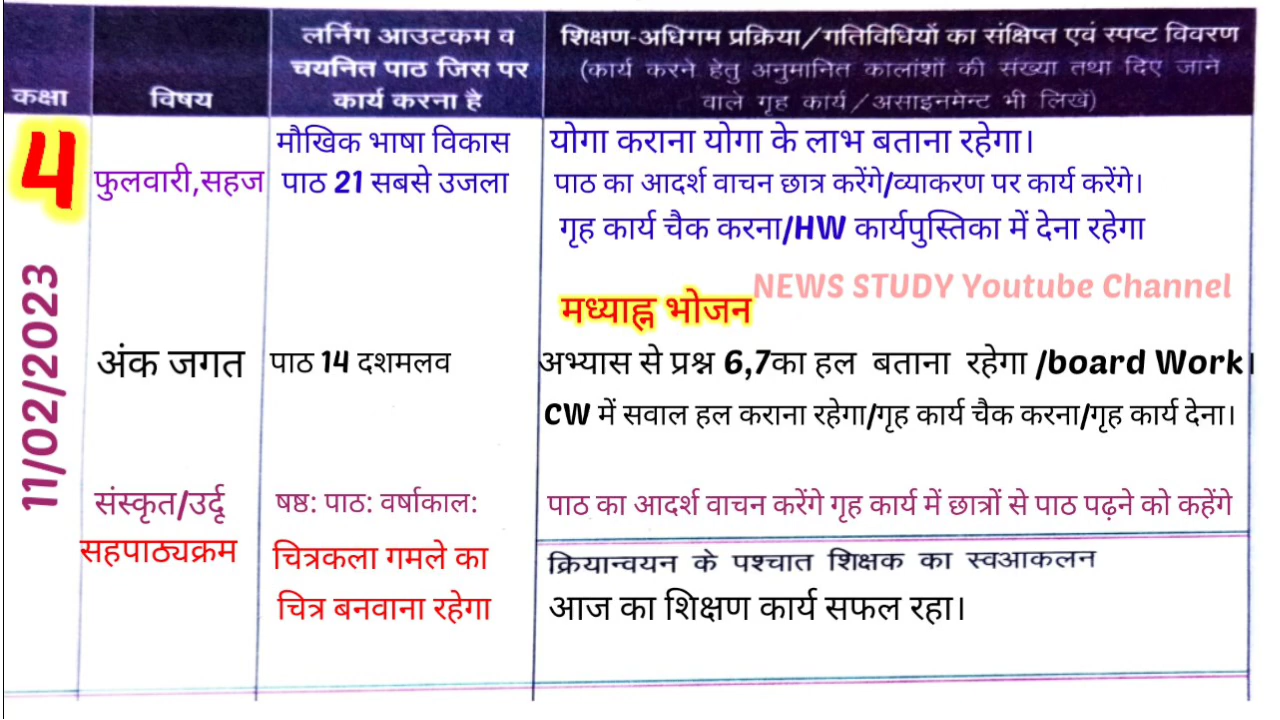 कक्षा
विषय
लर्निंग आउटकम व
चयनित पाठ जिस पर
कार्य करना है
शिक्षण-अधिगम प्रक्रिया/गतिविधियों का संक्षिप्त एवं स्पष्ट विवरण
(कार्य करने हेतु अनुमानित कालांशों की संख्या तथा दिए जाने
वाले गृह कार्य/असाइनमेन्ट भी लिखें)
4
11/02/2023
फुलवारी,सहज
मौखिक भाषा विकास
पाठ 21 सबसे उजला
योगा कराना योगा के लाभ बताना रहेगा।
पाठ का आदर्श वाचन छात्र करेंगे/व्याकरण पर कार्य करेंगे।
गृह कार्य चैक करना/HW कार्यपुस्तिका में देना रहेगा
NEWS STUDY Youtube Channel
मध्याह्न भोजन
अंक जगत
पाठ 14 दशमलव
अभ्यास से प्रश्न 6,7का हल बताना रहेगा /board Work।
CW में सवाल हल कराना रहेगा/गृह कार्य चैक करना/गृह कार्य देना।
संस्कृत/उर्दू
षष्ठ: पाठ: वर्षाकाल:
पाठ का आदर्श वाचन करेंगे गृह कार्य में छात्रों से पाठ पढ़ने को कहेंगे
सहपाठ्यक्रम
चित्रकला गमले का
चित्र बनवाना रहेगा
क्रियान्वयन के पश्चात शिक्षक का स्वआकलन
आज का शिक्षण कार्य सफल रहा।